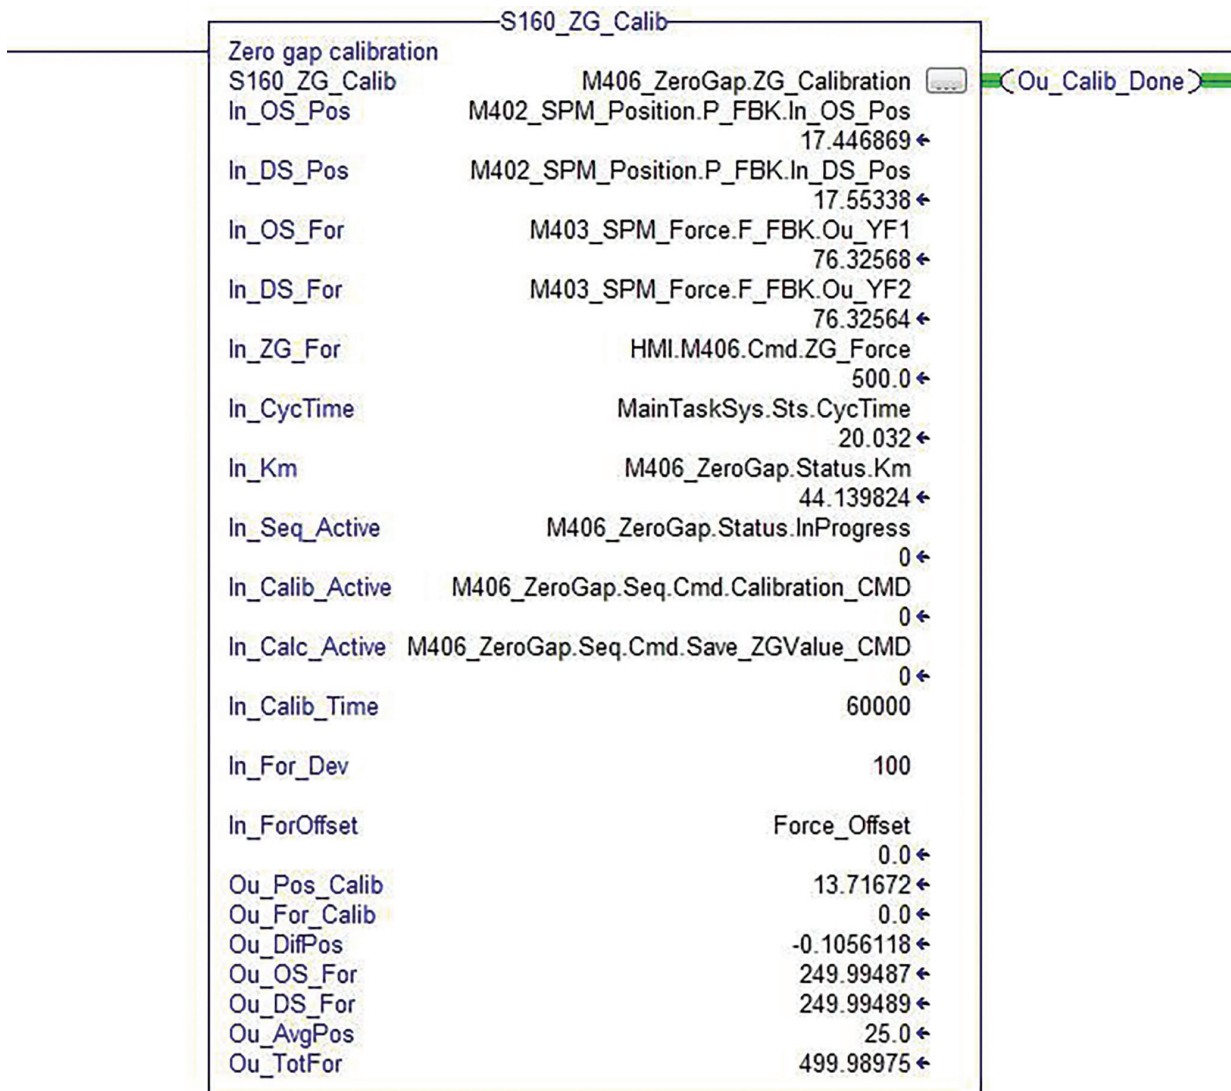 S160_ZG_Calib
Zero gap calibration
S160_ZG_Calib M406_ZeroGap.ZG_Calibration ... Ou_Calib_Done
In_OS_Pos M402_SPM_Position.P_FBK.In_OS_Pos
17.446869
In_DS_Pos M402_SPM_Position.P_FBK.In_DS_Pos
17.55338
In_OS_For M403_SPM_Force.F_FBK.Ou_YF1
76.32568
In_DS_For M403_SPM_Force.F_FBK.Ou_YF2
76.32564
In_ZG_For HMI.M406.Cmd.ZG_Force
500.0
In_CycTime MainTaskSys.Sts.CycTime
20.032
In_Km M406_ZeroGap.Status.Km
44.139824
In_Seq_Active M406_ZeroGap.Status.InProgress
0
In_Calib_Active M406_ZeroGap.Seq.Cmd.Calibration_CMD
0
In_Calc_Active M406_ZeroGap.Seq.Cmd.Save_ZGValue_CMD
0
In_Calib_Time 60000
In_For_Dev 100
In_ForOffset Force_Offset
0.0
Ou_Pos_Calib 13.71672
Ou_For_Calib 0.0
Ou_DifPos -0.1056118
Ou_OS_For 249.99487
Ou_DS_For 249.99489
Ou_AvgPos 25.0
Ou_TotFor 499.98975